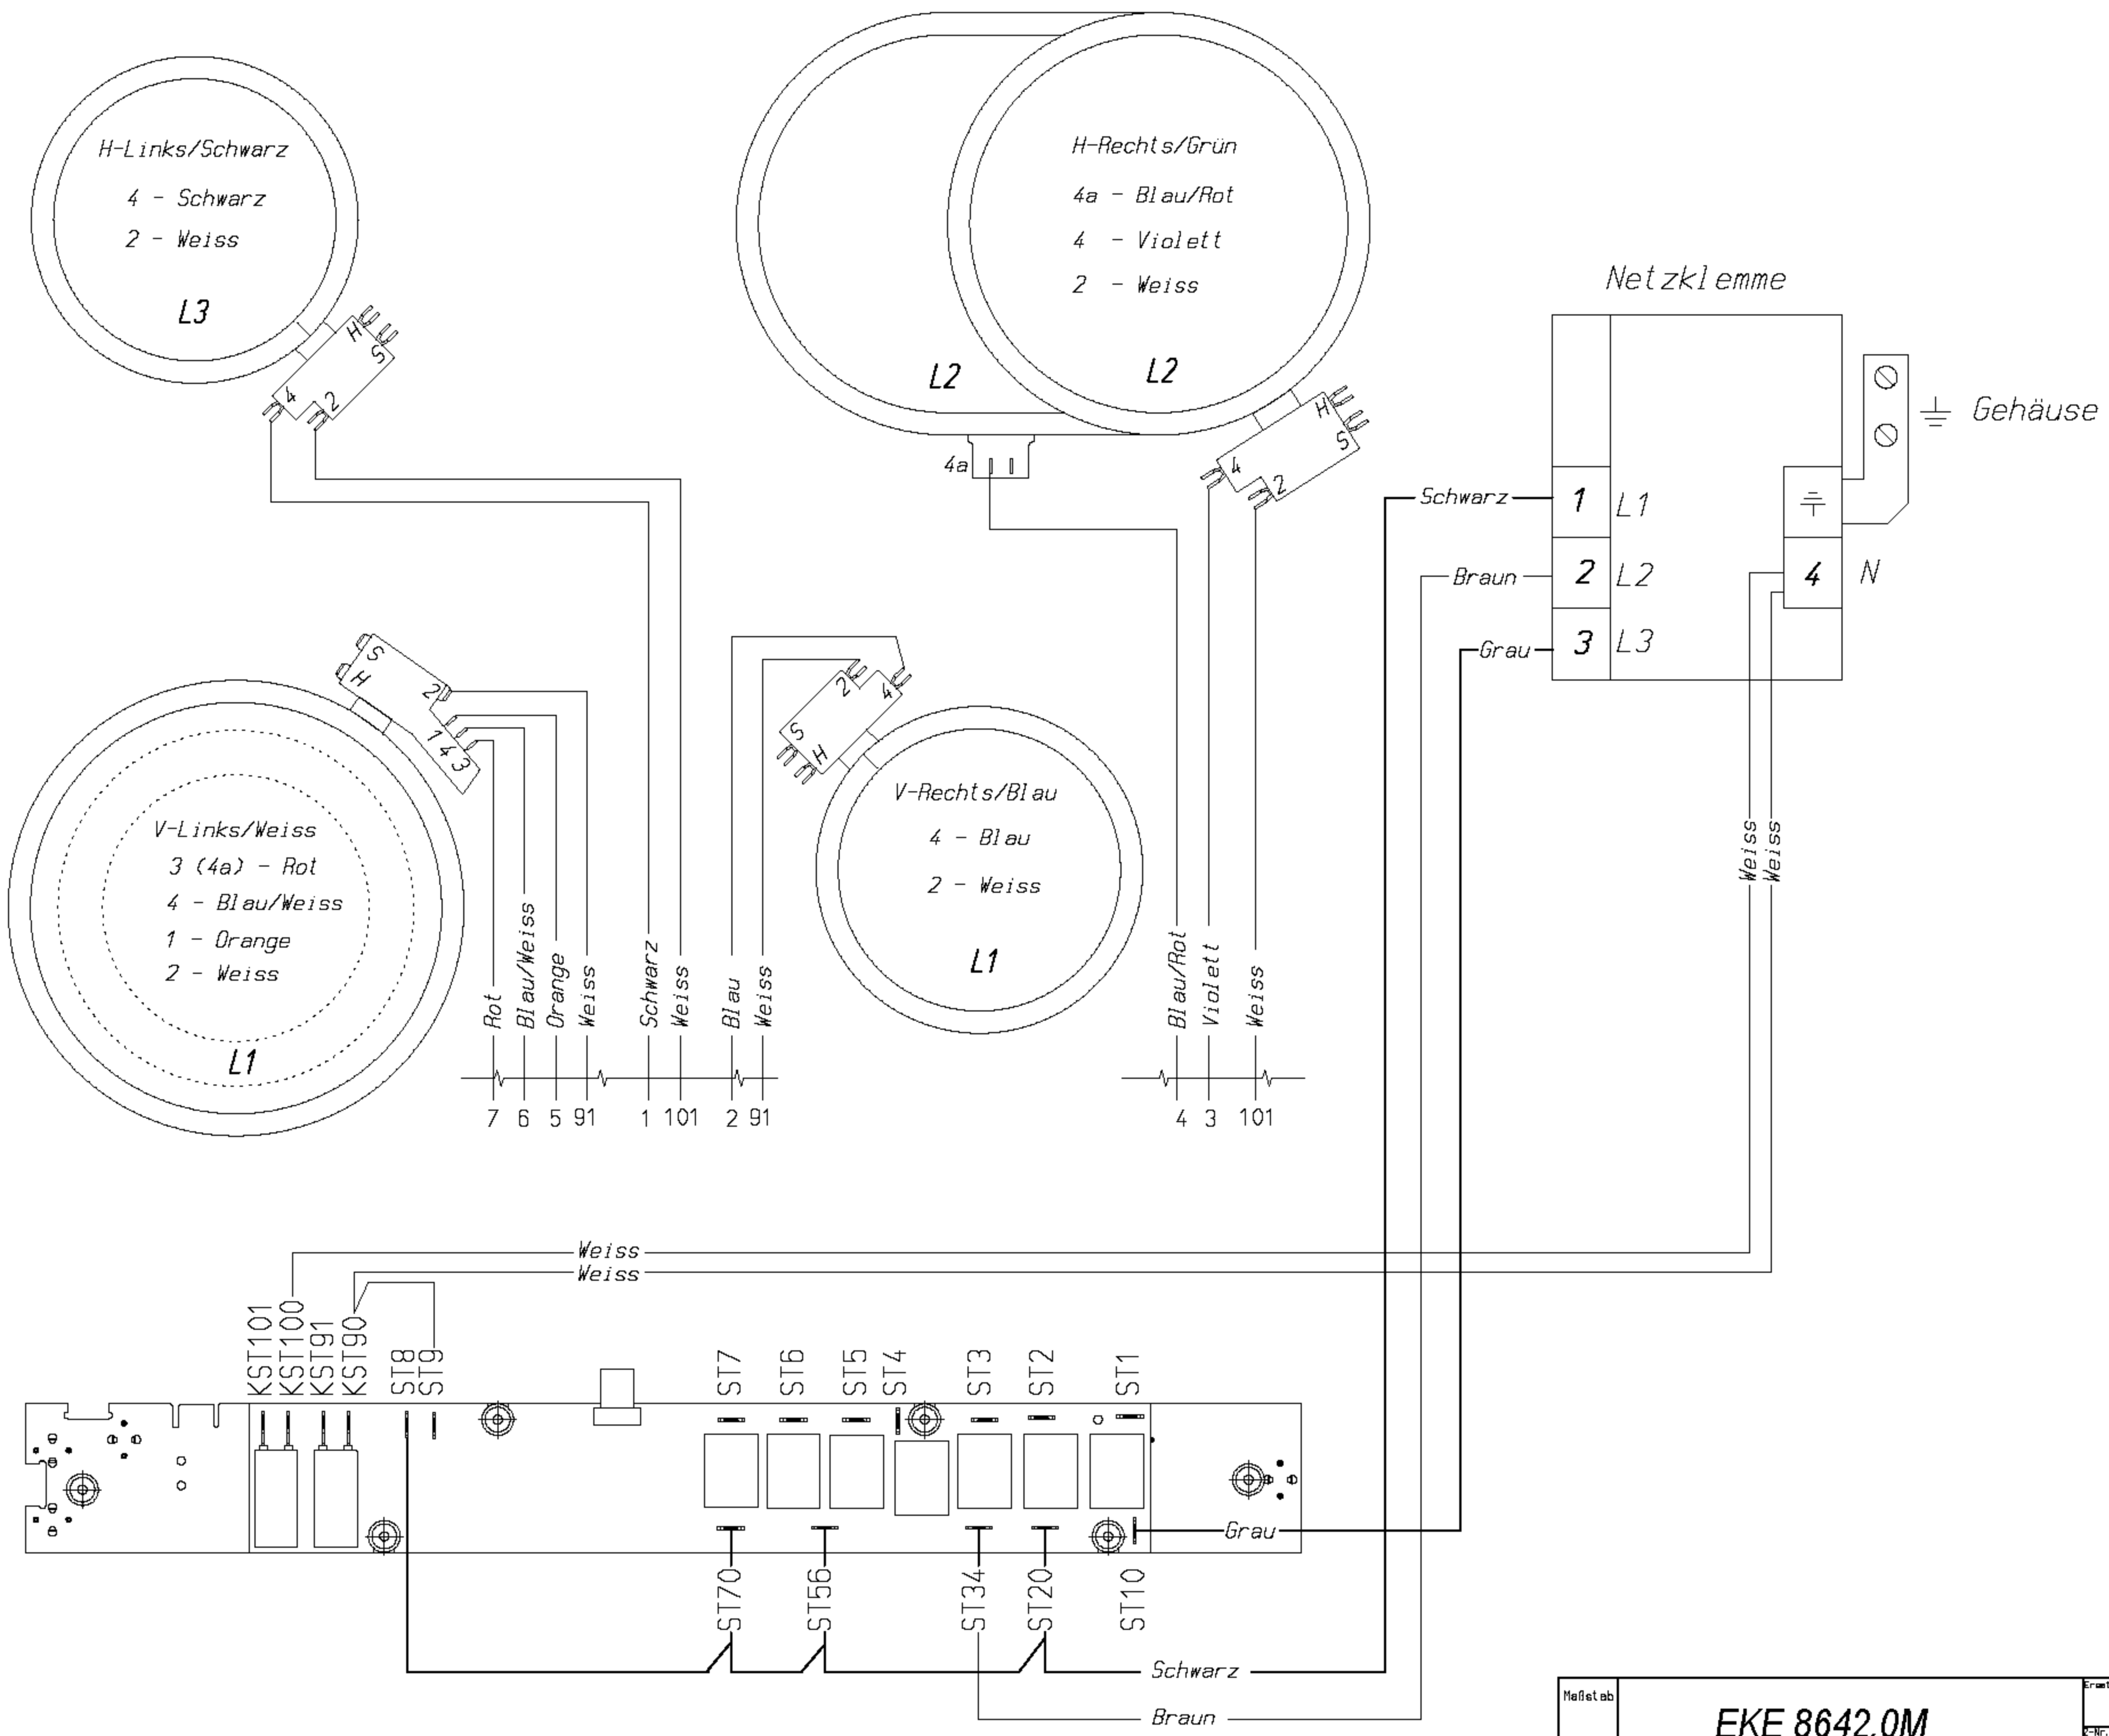 H-Links/Schwarz
4 - Schwarz
2 - Weiss
L3
H
S
4
2
H-Rechts/Grün
4a - Blau/Rot
4 - Violett
2 - Weiss
L2
L2
4a
H
S
4
2
Netzklemme
Gehäuse
Schwarz
1
L1
Braun
2
L2
4
N
Grau
3
L3
S
H
2
1
4
3
V-Links/Weiss
3 (4a) - Rot
4 - Blau/Weiss
1 - Orange
2 - Weiss
L1
2
4
S
H
V-Rechts/Blau
4 - Blau
2 - Weiss
L1
Rot
Blau/Weiss
Orange
Weiss
Schwarz
Weiss
Blau
Weiss
Blau/Rot
Violett
Weiss
Weiss
Weiss
7 6 5 91 1 101 2 91
4 3 101
Weiss
Weiss
KST101
KST100
KST91
KST90
ST8
ST9
ST7
ST6
ST5
ST4
ST3
ST2
ST1
Grau
ST70
ST56
ST34
ST20
ST10
Schwarz
Braun
Maßstab
EKE 8642.0M
Z-Nr.